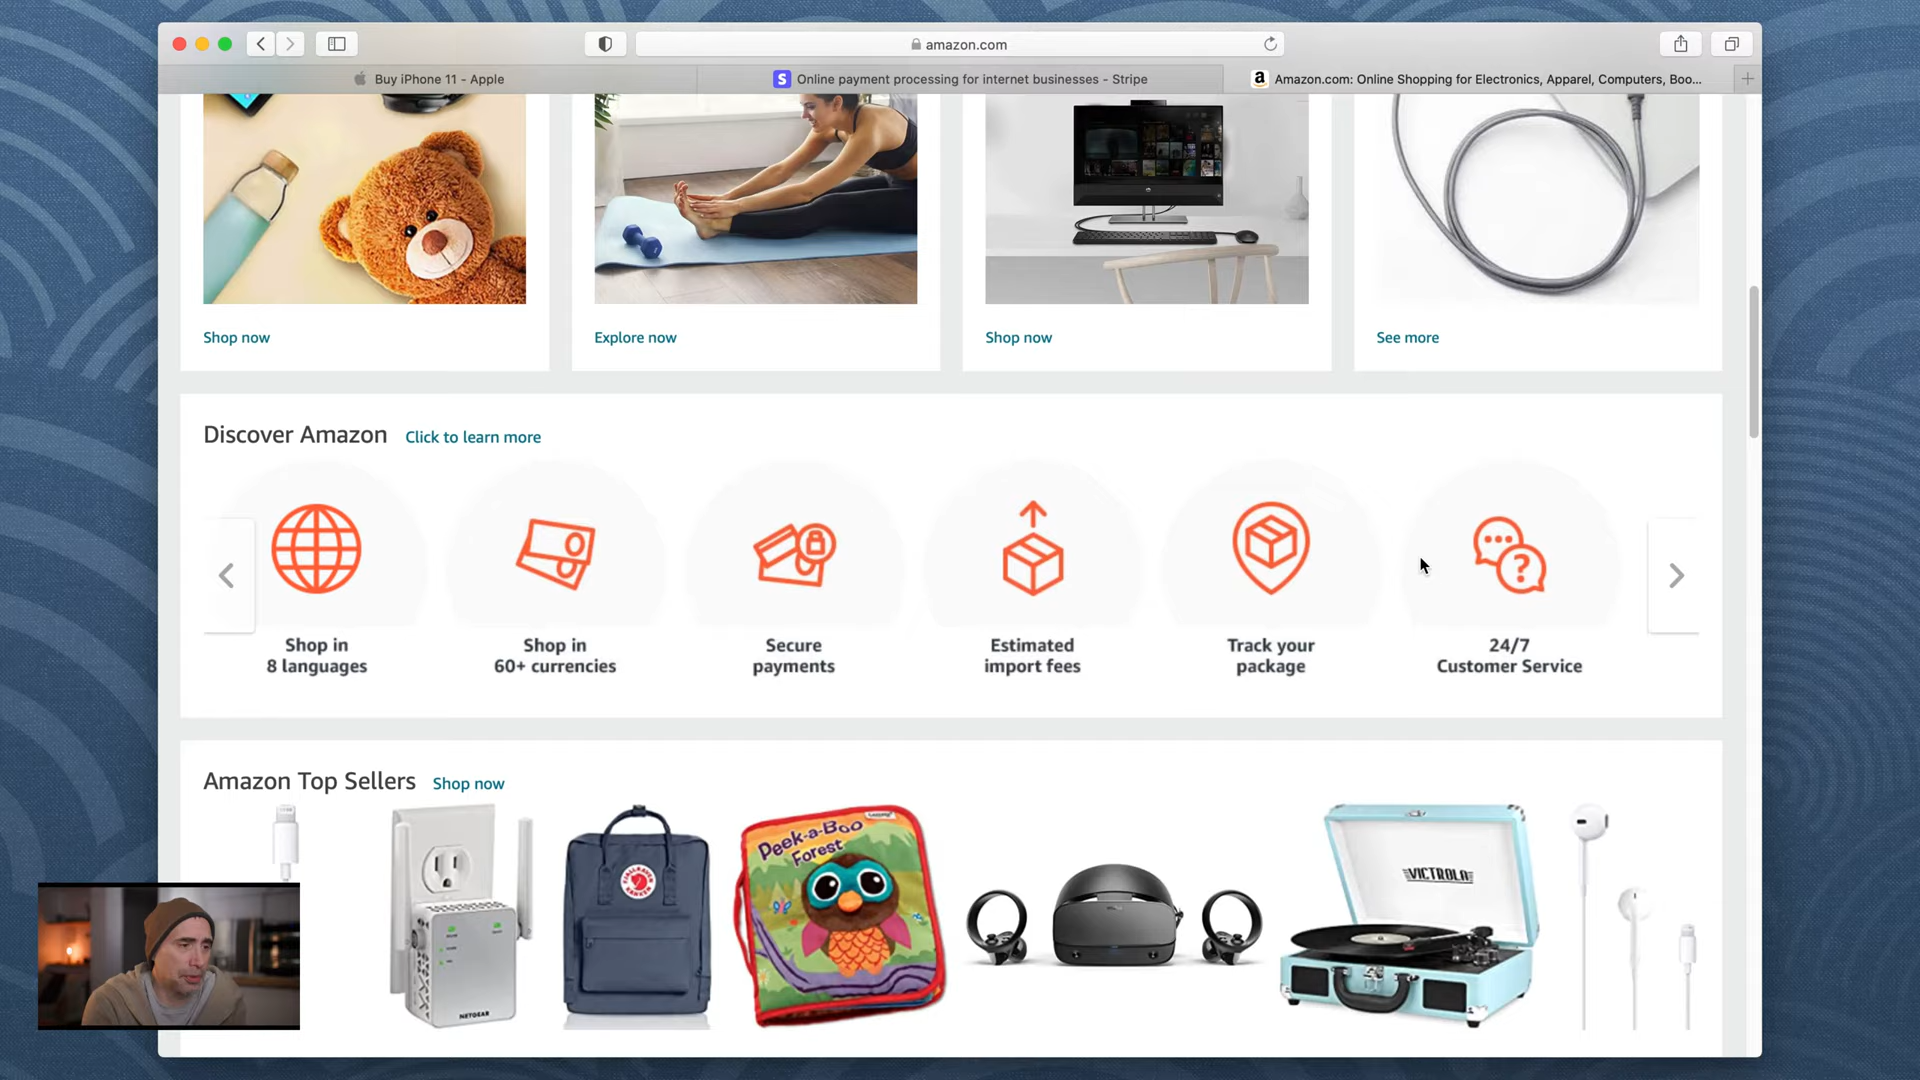 amazon.com
Buy iPhone 11 - Apple
S Online payment processing for internet businesses - Stripe
a Amazon.com: Online Shopping for Electronics, Apparel, Computers, Boo...
Shop now
Explore now
Shop now
See more
Discover Amazon Click to learn more
Shop in
8 languages
Shop in
60+ currencies
Secure
payments
Estimated
import fees
Track your
package
24/7
Customer Service
Amazon Top Sellers Shop now
Peek-a-Boo
Forest
VICTROLA
NETGEAR